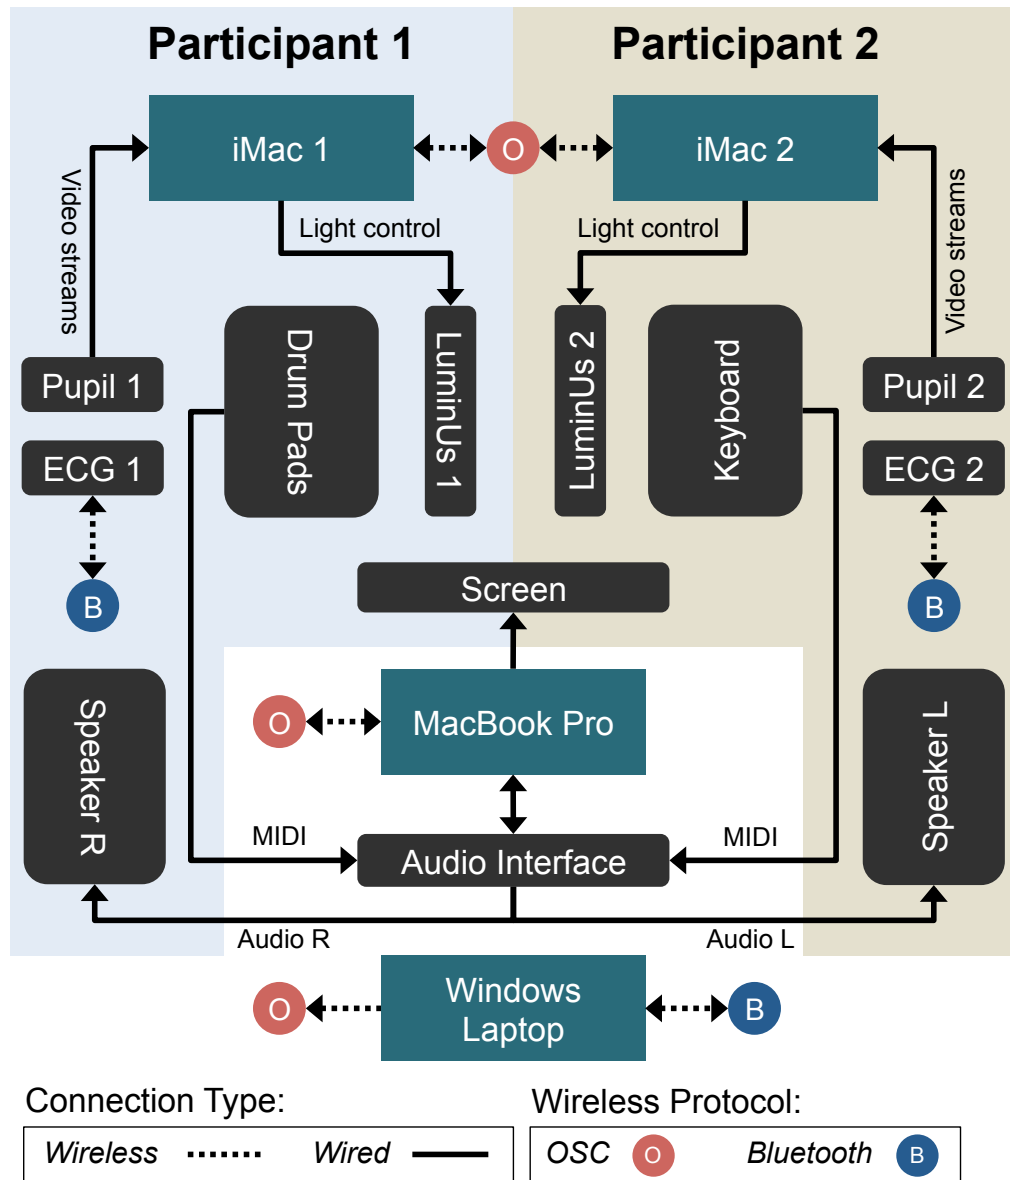 Participant 1
Participant 2
iMac 1
O
iMac 2
Video streams
Light control
Light control
Video streams
Drum Pads
LuminUs 1
LuminUs 2
Keyboard
Pupil 1
Pupil 2
ECG 1
ECG 2
B
B
Screen
Speaker R
O
MacBook Pro
Speaker L
MIDI
MIDI
Audio Interface
Audio R
Audio L
O
Windows
Laptop
B
Connection Type:
Wireless
Wired
Wireless Protocol:
OSC O
Bluetooth B